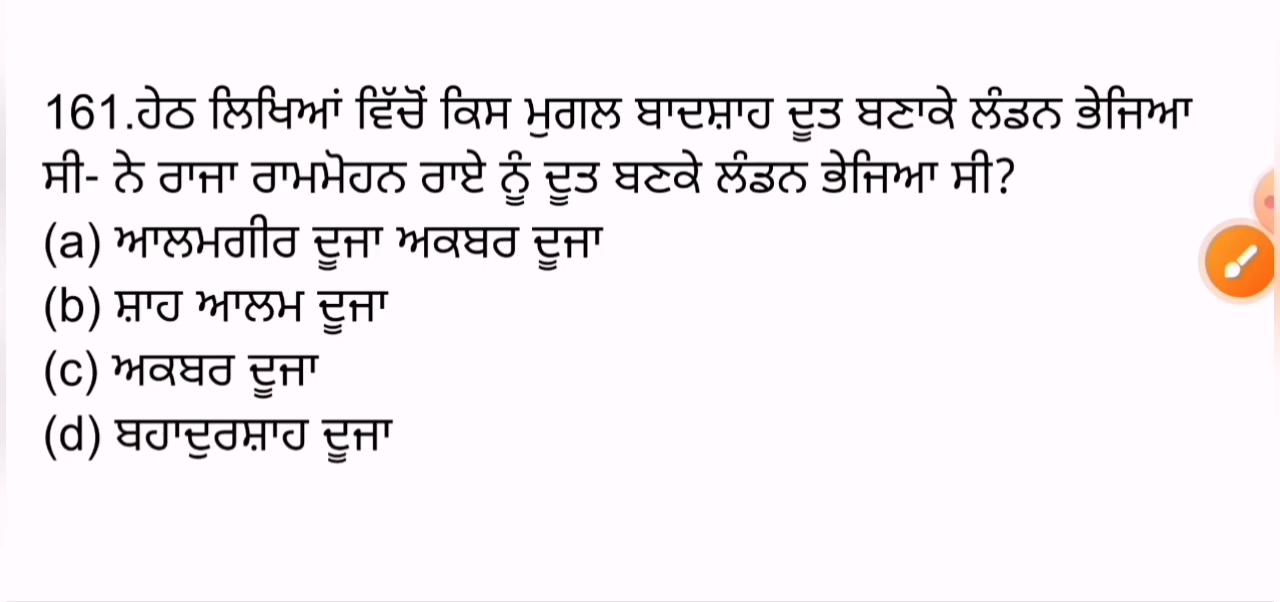 161.ਹੇਠ ਲਿਖਿਆਂ ਵਿੱਚੋਂ ਕਿਸ ਮੁਗਲ ਬਾਦਸ਼ਾਹ ਦੂਤ ਬਣਾਕੇ ਲੰਡਨ ਭੇਜਿਆ
ਸੀ- ਨੇ ਰਾਜਾ ਰਾਮਮੋਹਨ ਰਾਏ ਨੂੰ ਦੂਤ ਬਣਕੇ ਲੰਡਨ ਭੇਜਿਆ ਸੀ?
(a) ਆਲਮਗੀਰ ਦੂਜਾ ਅਕਬਰ ਦੂਜਾ
(b) ਸ਼ਾਹ ਆਲਮ ਦੂਜਾ
(c) ਅਕਬਰ ਦੂਜਾ
(d) ਬਹਾਦੁਰਸ਼ਾਹ ਦੂਜਾ